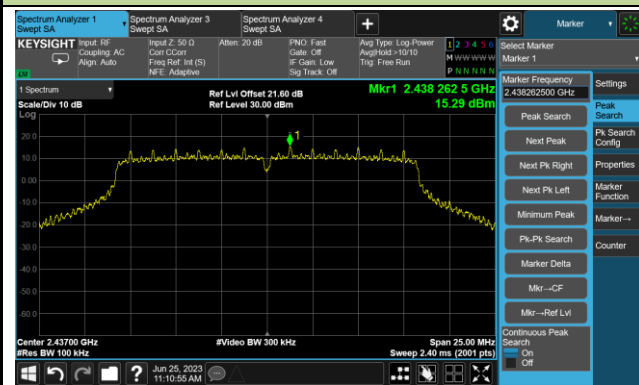 Spectrum Analyzer 1
Swept SA
Spectrum Analyzer 3
Swept SA
Spectrum Analyzer 4
Swept SA
+
Marker
KEYSIGHT
Input: RF
Coupling: AC
Align: Auto
Input Z: 50 Ω
Corr CCorr
Freq Ref: Int (S)
NFE: Adaptive
Atten: 20 dB
PNO: Fast
Gate: Off
IF Gain: Low
Sig Track: Off
Avg Type: Log-Power
Avg|Hold:>10/10
Trig: Free Run
1 2 3 4 5 6
M W W W W W
P N N N N N
Select Marker
Marker 1
1 Spectrum
Scale/Div 10 dB
Log
Ref Lvl Offset 21.60 dB
Ref Level 30.00 dBm
Mkr1 2.438 262 5 GHz
15.29 dBm
20.0
10.0
0.00
-10.0
-20.0
-30.0
-40.0
-50.0
-60.0
1
Center 2.43700 GHz
#Res BW 100 kHz
#Video BW 300 kHz
Span 25.00 MHz
Sweep 2.40 ms (2001 pts)
Marker Frequency
2.438262500 GHz
Peak Search
Next Peak
Next Pk Right
Next Pk Left
Minimum Peak
Pk-Pk Search
Marker Delta
Mkr→CF
Mkr→Ref Lvl
Continuous Peak
Search
On
Off
Settings
Peak
Search
Pk Search
Config
Properties
Marker
Function
Marker→
Counter
?
Jun 25, 2023
11:10:55 AM